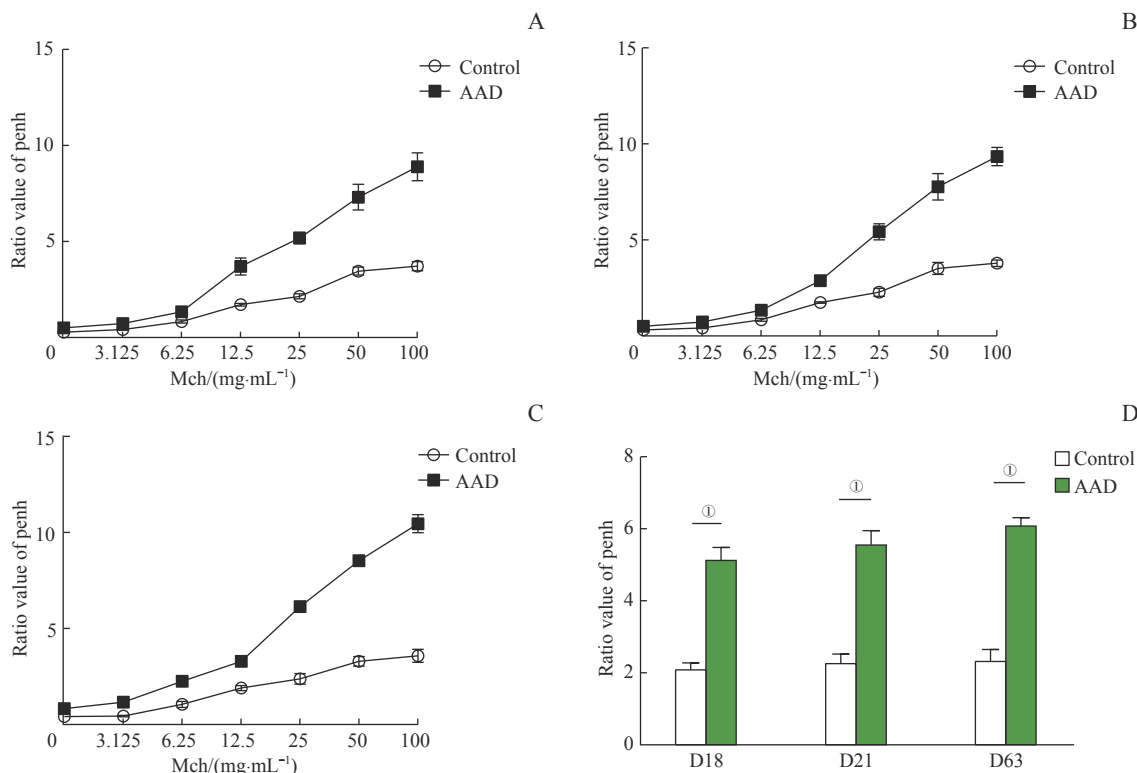 A
15
10
5
0
Ratio value of penh
Control
AAD
3.125
6.25
12.5
25
50
100
Mch/(mg·mL⁻¹)
B
15
10
5
0
Ratio value of penh
Control
AAD
3.125
6.25
12.5
25
50
100
Mch/(mg·mL⁻¹)
C
15
10
5
0
Ratio value of penh
Control
AAD
3.125
6.25
12.5
25
50
100
Mch/(mg·mL⁻¹)
D
8
6
4
2
0
Ratio value of penh
Control
AAD
①
①
①
D18
D21
D63